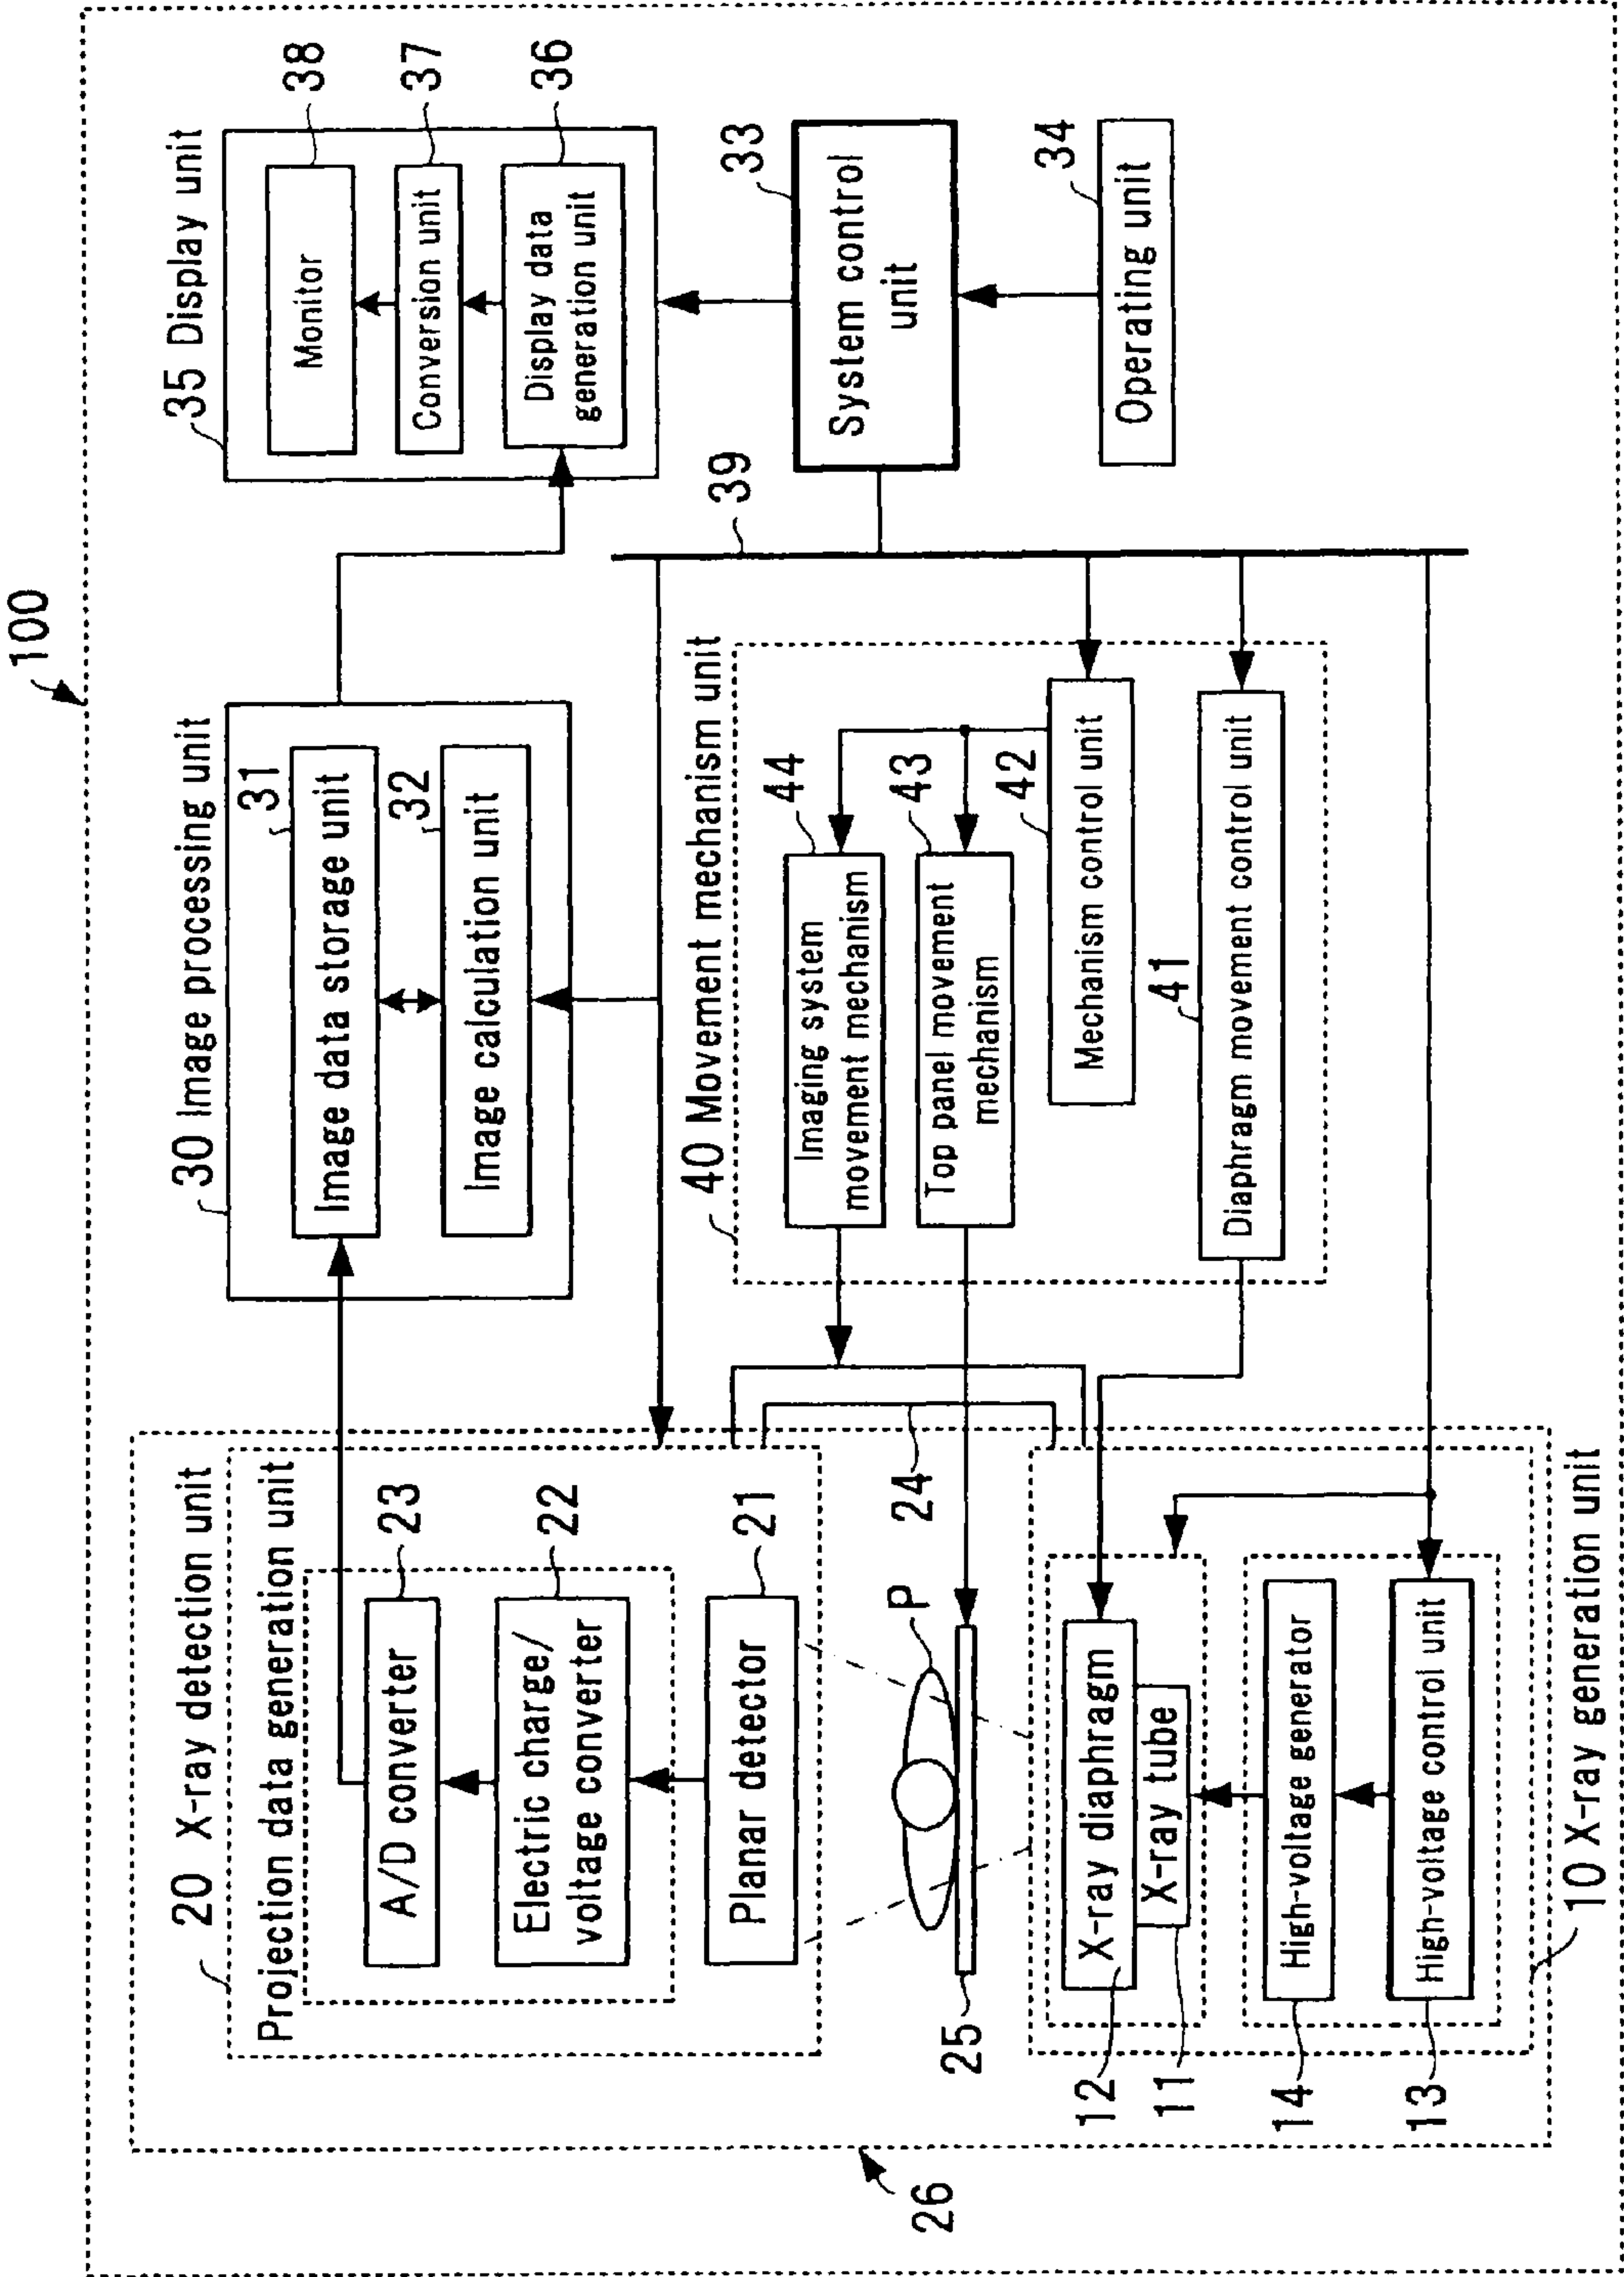 100
20 X-ray detection unit
Projection data generation unit
A/D converter
23
Electric charge/
voltage converter
22
Planar detector
21
P
25
24
26
X-ray diaphragm
12
X-ray tube
11
High-voltage generator
14
High-voltage control unit
13
10 X-ray generation unit
30 Image processing unit
31
Image data storage unit
32
Image calculation unit
40 Movement mechanism unit
44
Imaging system
movement mechanism
43
Top panel movement
mechanism
42
Mechanism control unit
41
Diaphragm movement control unit
35 Display unit
38
Monitor
37
Conversion unit
36
Display data
generation unit
39
33
System control
unit
34
Operating unit